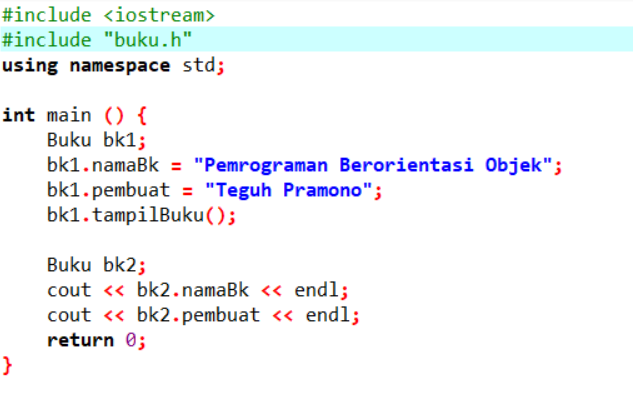 #include <iostream>
#include "buku.h"
using namespace std;
int main () {
Buku bk1;
bk1.namaBk = "Pemrograman Berorientasi Objek";
bk1.pembuat = "Teguh Pramono";
bk1.tampilBuku();
Buku bk2;
cout << bk2.namaBk << endl;
cout << bk2.pembuat << endl;
return 0;
}